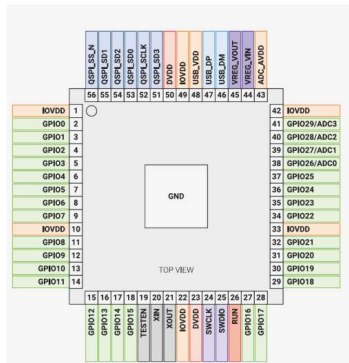 QSPI_SS_N
QSPI_SD1
QSPI_SD2
QSPI_SD0
QSPI_SCLK
QSPI_SD3
DVDD
IOVDD
USB_VDD
USB_DP
USB_DM
VREG_VOUT
VREG_VIN
ADC_AVDD
56 55 54 53 52 51 50 49 48 47 46 45 44 43
IOVDD 1
GPIO0 2
GPIO1 3
GPIO2 4
GPIO3 5
GPIO4 6
GPIO5 7
GPIO6 8
GPIO7 9
IOVDD 10
GPIO8 11
GPIO9 12
GPIO10 13
GPIO11 14
GND
TOP VIEW
42 IOVDD
41 GPIO29/ADC3
40 GPIO28/ADC2
39 GPIO27/ADC1
38 GPIO26/ADC0
37 GPIO25
36 GPIO24
35 GPIO23
34 GPIO22
33 IOVDD
32 GPIO21
31 GPIO20
30 GPIO19
29 GPIO18
15 16 17 18 19 20 21 22 23 24 25 26 27 28
GPIO12
GPIO13
GPIO14
GPIO15
TESTEN
XIN
XOUT
IOVDD
DVDD
SWCLK
SWDIO
RUN
GPIO16
GPIO17